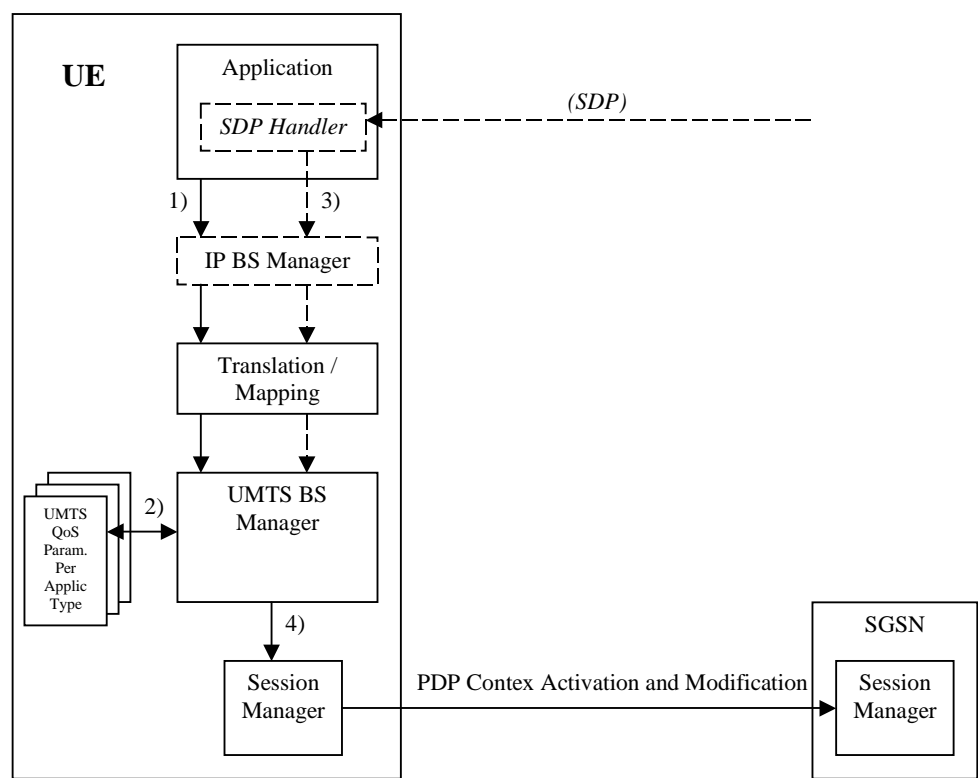 UE
Application
(SDP)
SDP Handler
1)
3)
IP BS Manager
Translation /
Mapping
UMTS BS
Manager
2)
UMTS
QoS
Param.
Per
Applic
Type
4)
SGSN
Session
Manager
PDP Contex Activation and Modification
Session
Manager